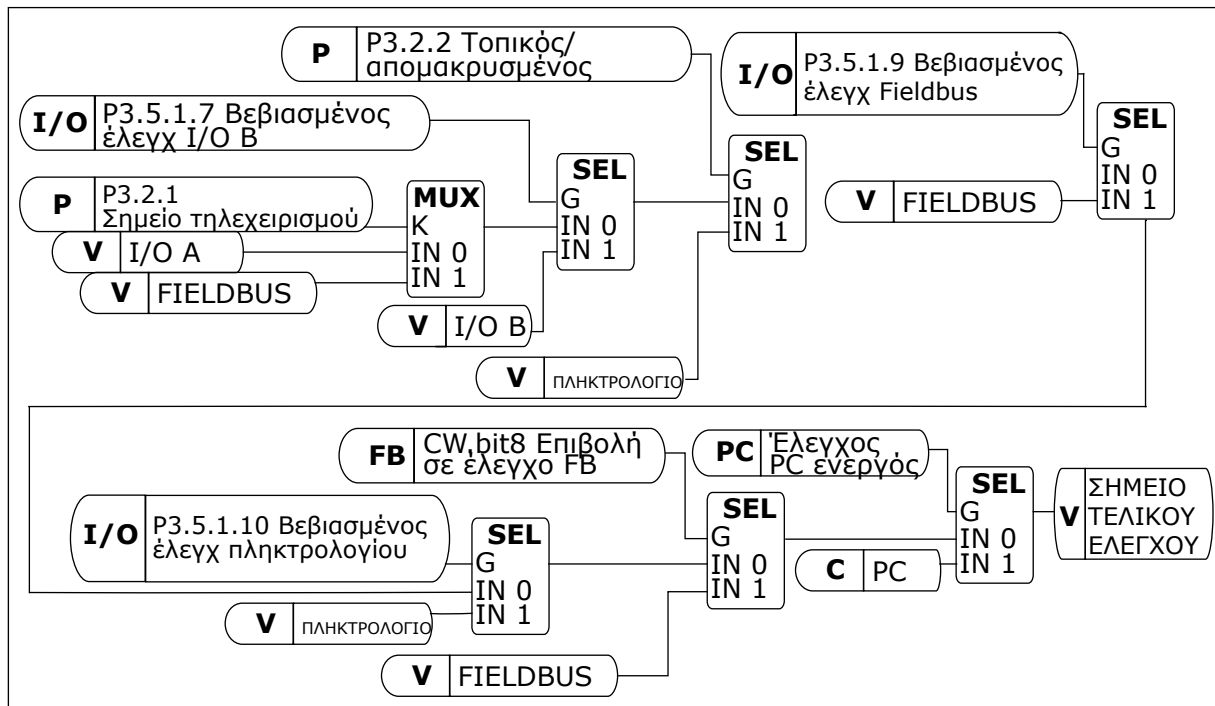 P
P3.2.2 Τοπικός/
απομακρυσμένος
I/O
P3.5.1.9 Βεβιασμένος
έλεγχ Fieldbus
I/O
P3.5.1.7 Βεβιασμένος
έλεγχ I/O B
SEL
G
IN 0
IN 1
SEL
G
IN 0
IN 1
SEL
G
IN 0
IN 1
P
P3.2.1
Σημείο τηλεχειρισμού
MUX
K
IN 0
IN 1
V FIELDBUS
V I/O A
V FIELDBUS
V I/O B
V ΠΛΗΚΤΡΟΛΟΓΙΟ
FB
CW,bit8 Επιβολή
σε έλεγχο FB
PC
Έλεγχος
PC ενεργός
I/O
P3.5.1.10 Βεβιασμένος
έλεγχ πληκτρολογίου
SEL
G
IN 0
IN 1
SEL
G
IN 0
IN 1
SEL
G
IN 0
IN 1
V
ΣΗΜΕΙΟ
ΤΕΛΙΚΟΥ
ΕΛΕΓΧΟΥ
C PC
V ΠΛΗΚΤΡΟΛΟΓΙΟ
V FIELDBUS